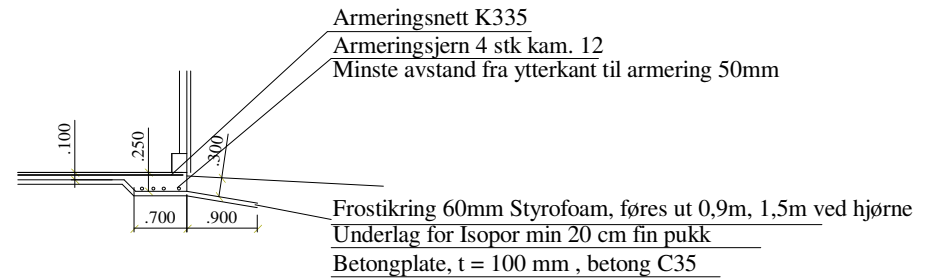 Armeringsnett K335
Armeringsjern 4 stk kam. 12
Minste avstand fra ytterkant til armering 50mm
.100
.250
.300
.700
.900
Frostikring 60mm Styrofoam, føres ut 0,9m, 1,5m ved hjørne
Underlag for Isopor min 20 cm fin pukk
Betongplate, t = 100 mm , betong C35